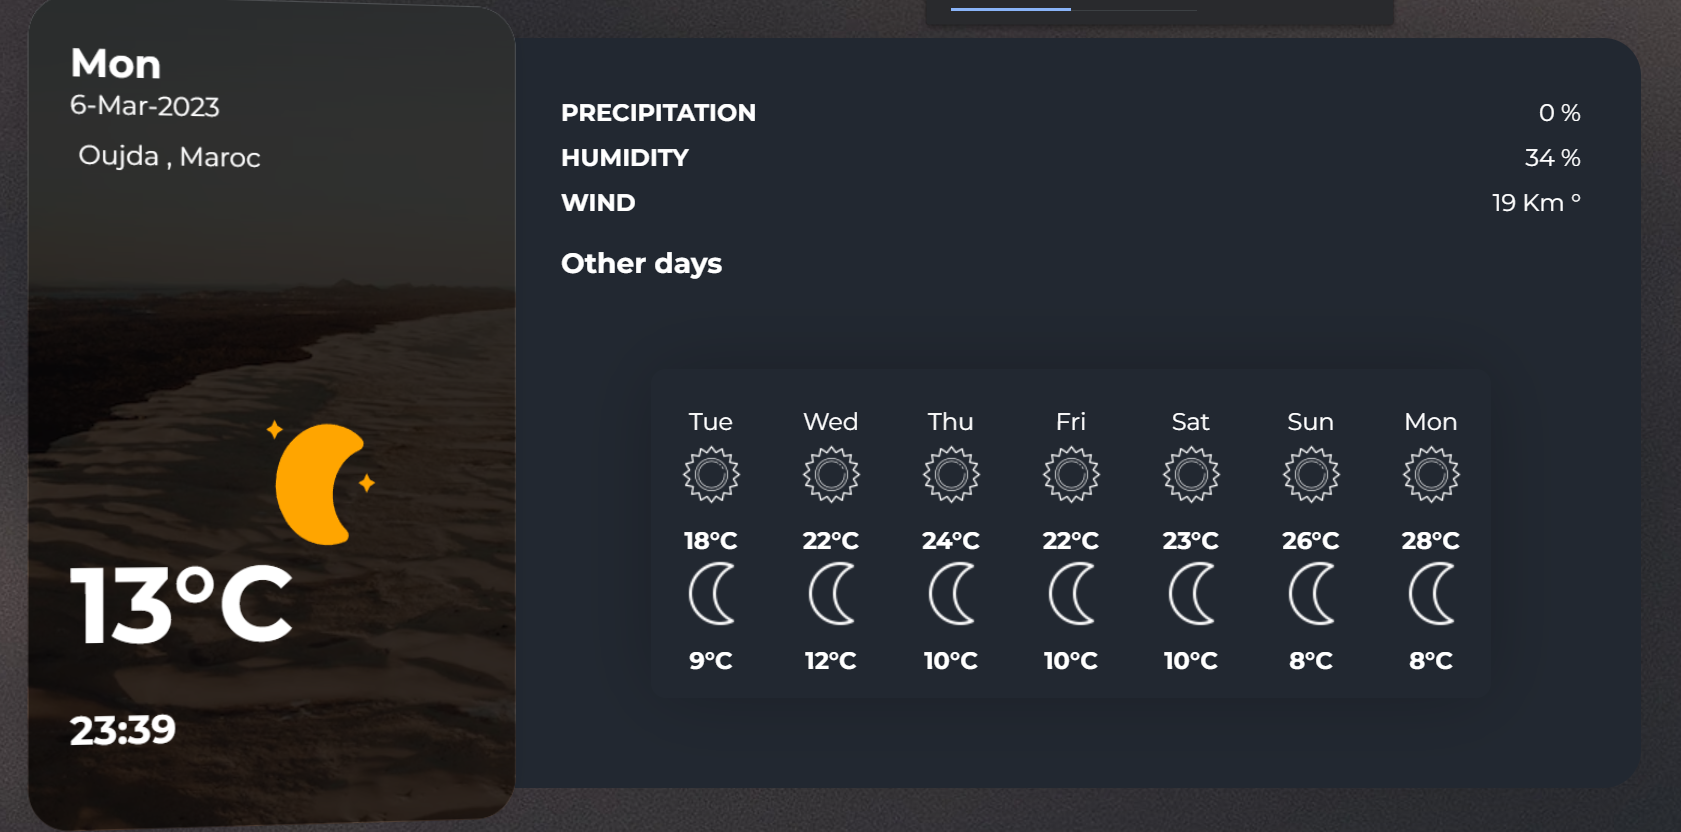 Mon
6-Mar-2023
Oujda , Maroc
13°C
23:39
PRECIPITATION 0 %
HUMIDITY 34 %
WIND 19 Km °
Other days
Tue Wed Thu Fri Sat Sun Mon
18°C 22°C 24°C 22°C 23°C 26°C 28°C
9°C 12°C 10°C 10°C 10°C 8°C 8°C